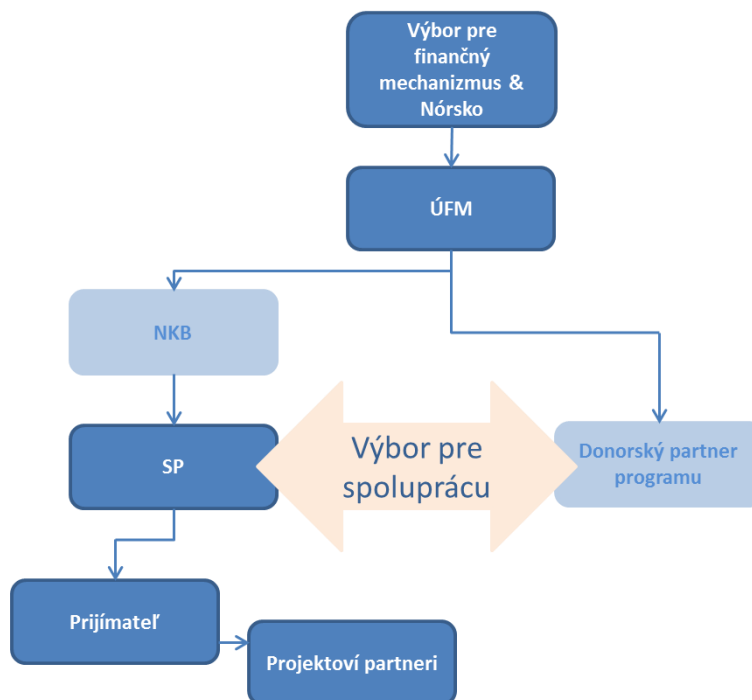 Výbor pre
finančný
mechanizmus &
Nórsko
ÚFM
NKB
SP
Výbor pre
spoluprácu
Donorský partner
programu
Prijímateľ
Projektoví partneri